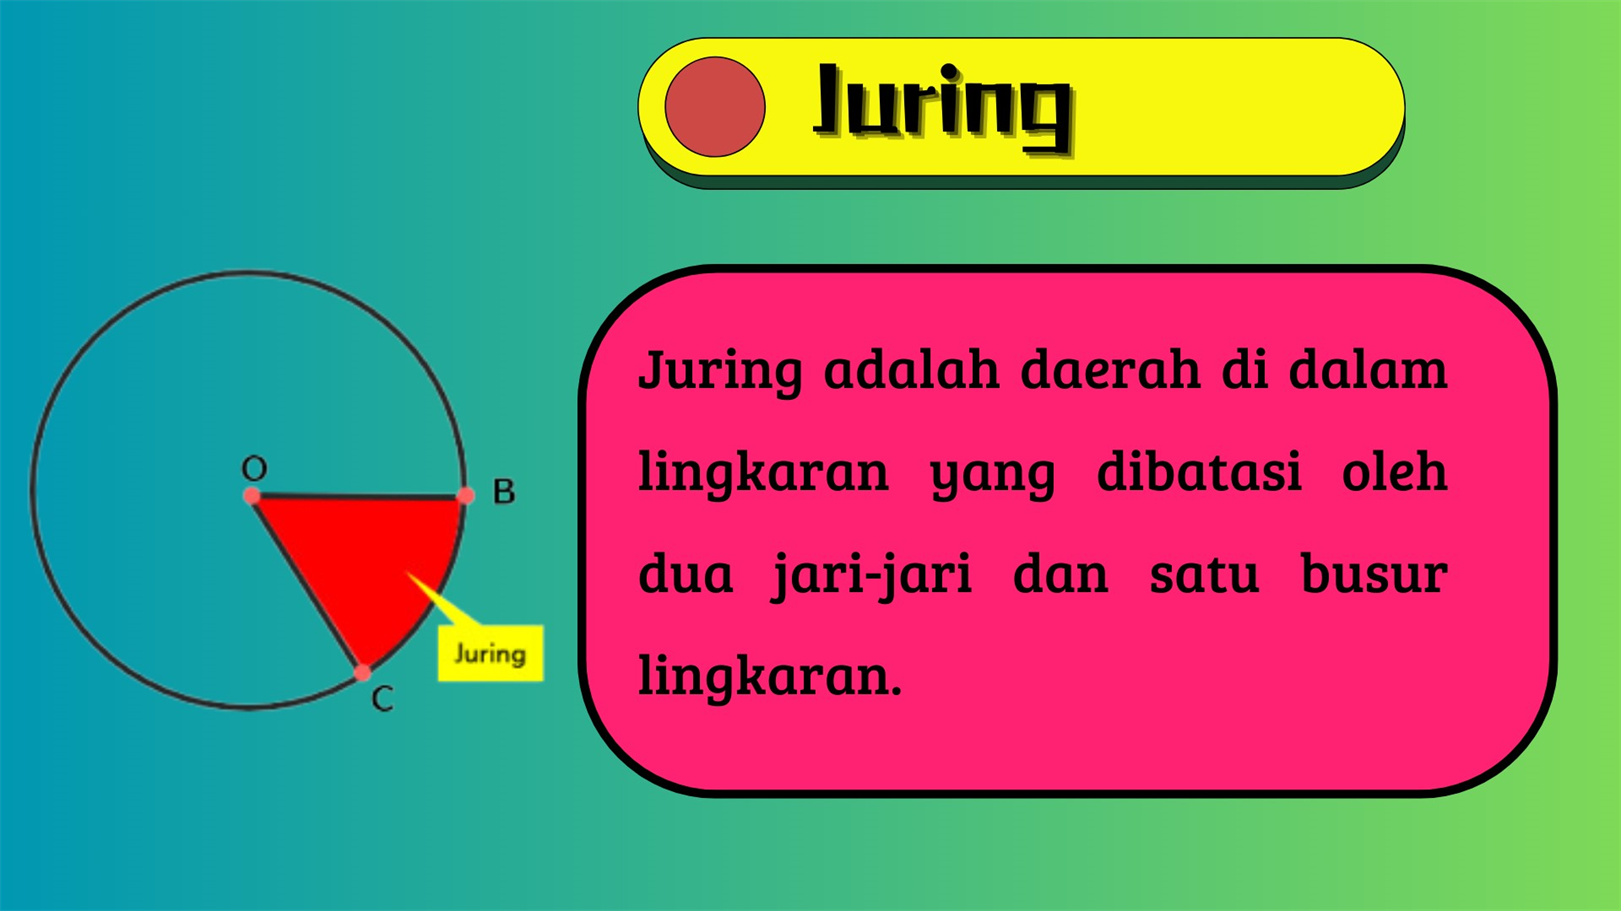 Juring
O
B
Juring
C
Juring adalah daerah di dalam
lingkaran yang dibatasi oleh
dua jari-jari dan satu busur
lingkaran.